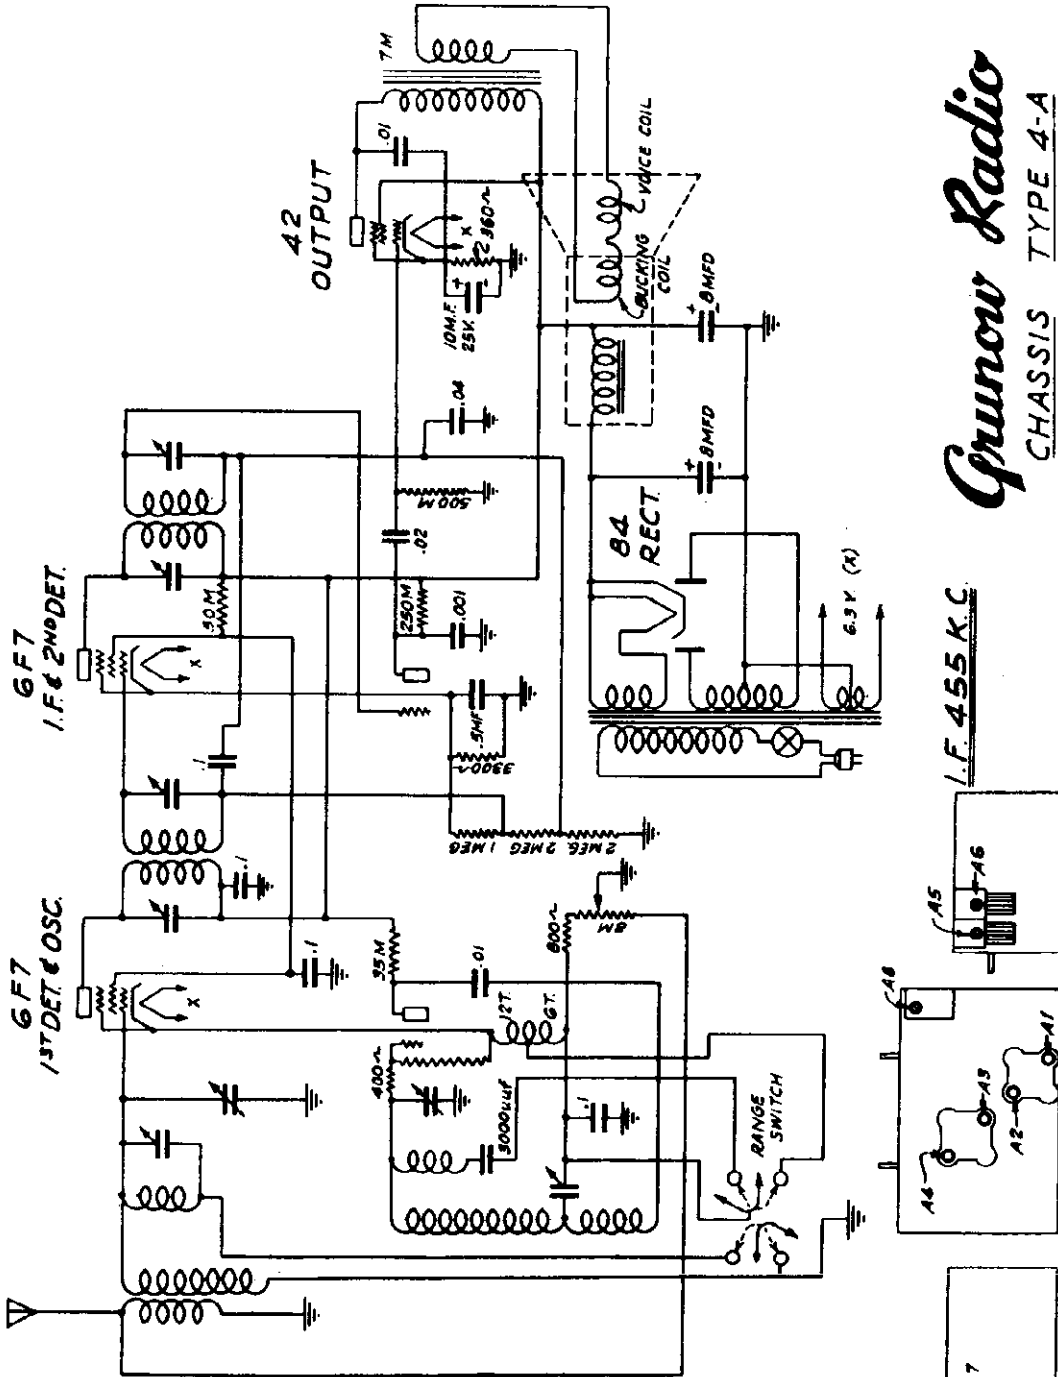 6F7
1ST DET. & OSC.
6F7
I.F. & 2ND DET.
42
OUTPUT
84
RECT.
7M
.01
X
360~
10M.F.
25V.
VOICE COIL
BUCKING
COIL
8MFD
8MFD
+
-
+
-
.04
500M
.02
250M
.001
.50M
X
.1
.5MF
3300~
1 MEG
2 MEG.
2 MEG
.1
.1
X
35M
.01
800~
8M
12T.
6T.
400~
3000uuf
.1
RANGE
SWITCH
6.3 V. (X)
I.F. 455 K.C.
A5
A6
A8
A4
A3
A2
A1
7
Grunow Radio
CHASSIS TYPE 4-A